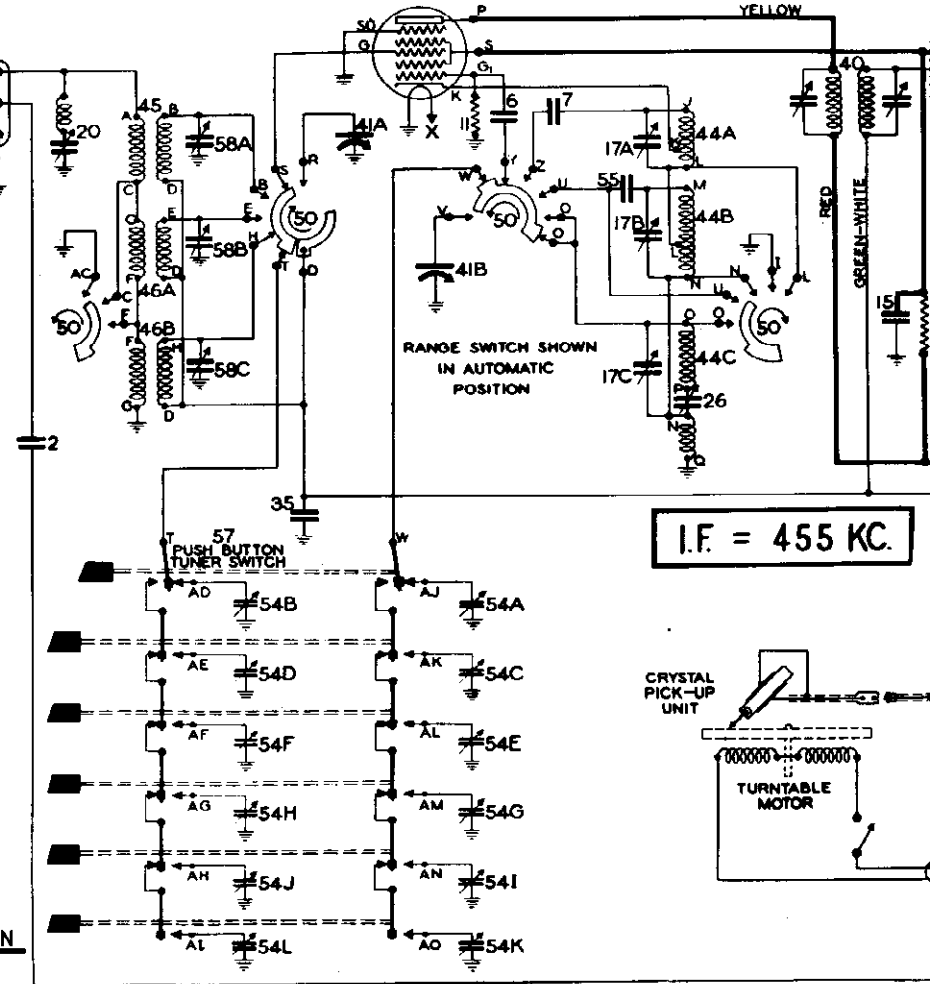 SO
P
YELLOW
G
S
G1
K
X
40
20
A
45
B
58A
41A
11
6
7
Z
J
44A
17A
K
L
C
D
S
R
B
E
H
T
D
50
W
Y
U
O
O
V
50
55
M
17B
44B
N
RED
GREEN-WHITE
AC
C
E
50
C
E
58B
D
F
46A
46B
F
H
58C
G
D
41B
N
I
L
U
O
50
15
RANGE SWITCH SHOWN
IN AUTOMATIC
POSITION
O
17C
44C
P
26
N
Q
2
35
I.F. = 455 KC.
T
57
PUSH BUTTON
TUNER SWITCH
W
AD
54B
AJ
54A
AE
54D
AK
54C
AF
54F
AL
54E
AG
54H
AM
54G
AH
54J
AN
54I
AI
54L
AO
54K
CRYSTAL
PICK-UP
UNIT
TURNTABLE
MOTOR
N